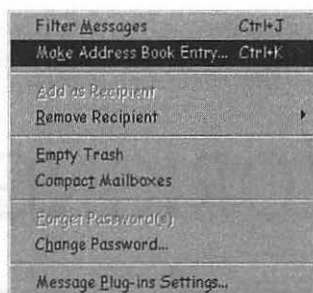 Filter Messages Ctrl+J
Make Address Book Entry... Ctrl+K
Add as Recipient
Remove Recipient
Empty Trash
Compact Mailboxes
Forget Password(s)
Change Password...
Message Plug-ins Settings...